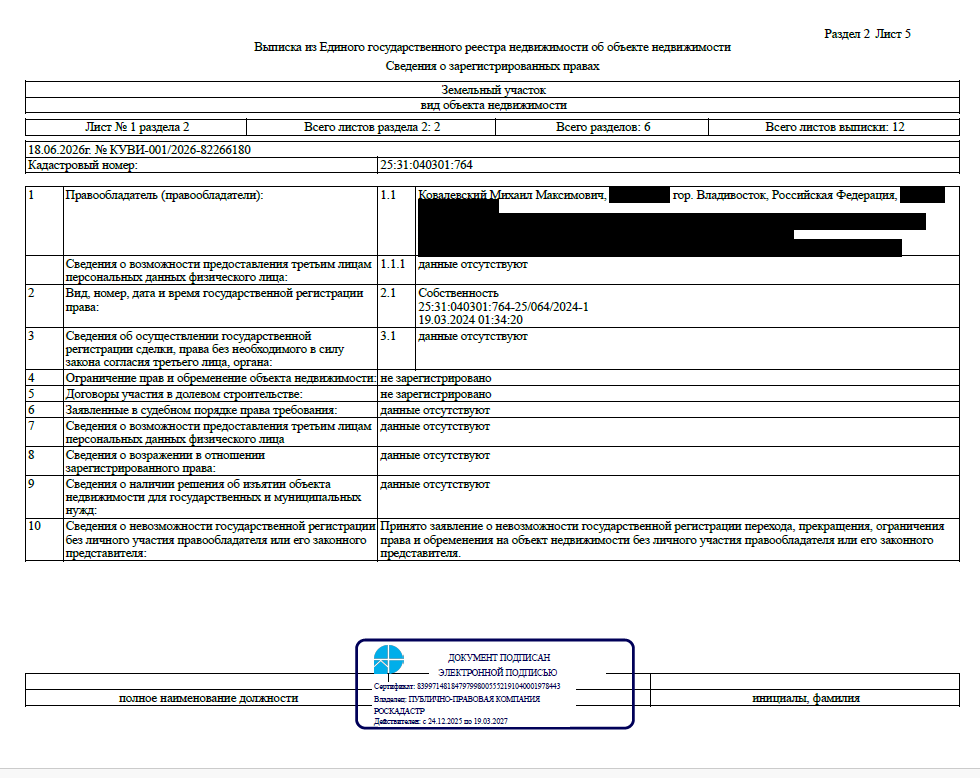 Раздел 2 Лист 5
Выписка из Единого государственного реестра недвижимости об объекте недвижимости
Сведения о зарегистрированных правах
Земельный участок
вид объекта недвижимости
Лист № 1 раздела 2 Всего листов раздела 2: 2 Всего разделов: 6 Всего листов выписки: 12
18.06.2026г. № КУВИ-001/2026-82266180
Кадастровый номер: 25:31:040301:764
1 Правообладатель (правообладатели): 1.1 Ковалевский Михаил Максимович, гор. Владивосток, Российская Федерация,
Сведения о возможности предоставления третьим лицам 1.1.1 данные отсутствуют
персональных данных физического лица:
2 Вид, номер, дата и время государственной регистрации 2.1 Собственность
права: 25:31:040301:764-25/064/2024-1
19.03.2024 01:34:20
3 Сведения об осуществлении государственной 3.1 данные отсутствуют
регистрации сделки, права без необходимого в силу
закона согласия третьего лица, органа:
4 Ограничение прав и обременение объекта недвижимости: не зарегистрировано
5 Договоры участия в долевом строительстве: не зарегистрировано
6 Заявленные в судебном порядке права требования: данные отсутствуют
7 Сведения о возможности предоставления третьим лицам данные отсутствуют
персональных данных физического лица
8 Сведения о возражении в отношении данные отсутствуют
зарегистрированного права:
9 Сведения о наличии решения об изъятии объекта данные отсутствуют
недвижимости для государственных и муниципальных
нужд:
10 Сведения о невозможности государственной регистрации Принято заявление о невозможности государственной регистрации перехода, прекращения, ограничения
без личного участия правообладателя или его законного права и обременения на объект недвижимости без личного участия правообладателя или его законного
представителя: представителя.
ДОКУМЕНТ ПОДПИСАН
ЭЛЕКТРОННОЙ ПОДПИСЬЮ
Сертификат: 83997148184797998005552191040001978443
Владелец: ПУБЛИЧНО-ПРАВОВАЯ КОМПАНИЯ
РОСКАДАСТР
Действителен: с 24.12.2025 по 19.03.2027
полное наименование должности инициалы, фамилия